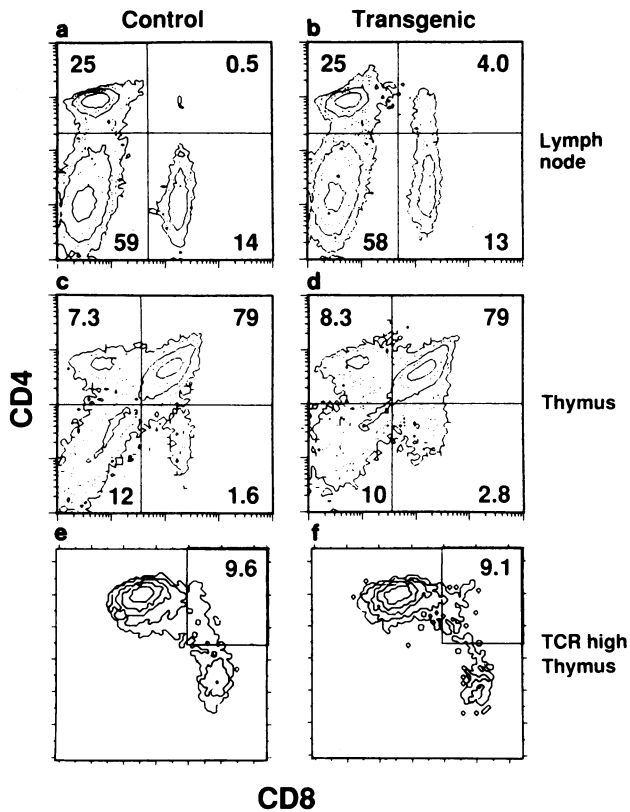 Control
Transgenic
a
b
25
0.5
25
4.0
59
14
58
13
Lymph
node
c
d
7.3
79
8.3
79
12
1.6
10
2.8
CD4
Thymus
e
f
9.6
9.1
TCR high
Thymus
CD8